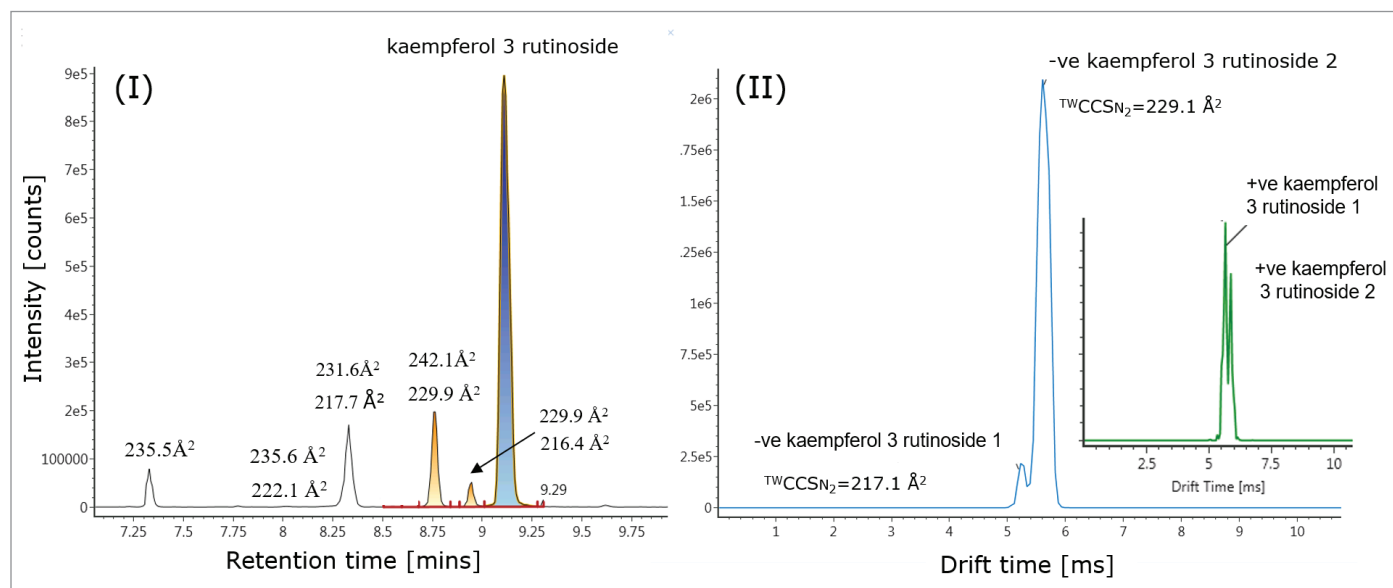 kaempferol 3 rutinoside
(I)
Intensity [counts]
9e5
8e5
7e5
6e5
5e5
4e5
3e5
2e5
100000
0
235.5Å²
235.6 Å²
222.1 Å²
231.6Å²
217.7 Å²
242.1Å²
229.9 Å²
229.9 Å²
216.4 Å²
9.29
7.25
7.5
7.75
8
8.25
8.5
8.75
9
9.25
9.5
9.75
Retention time [mins]
(II)
-ve kaempferol 3 rutinoside 2
TWCCSN₂=229.1 Å²
2e6
.75e6
1.5e6
.25e6
1e6
7.5e5
5e5
2.5e5
0
-ve kaempferol 3 rutinoside 1
TWCCSN₂=217.1 Å²
+ve kaempferol
3 rutinoside 1
+ve kaempferol
3 rutinoside 2
2.5
5
7.5
10
Drift Time [ms]
1
2
3
4
5
6
7
8
9
10
Drift time [ms]